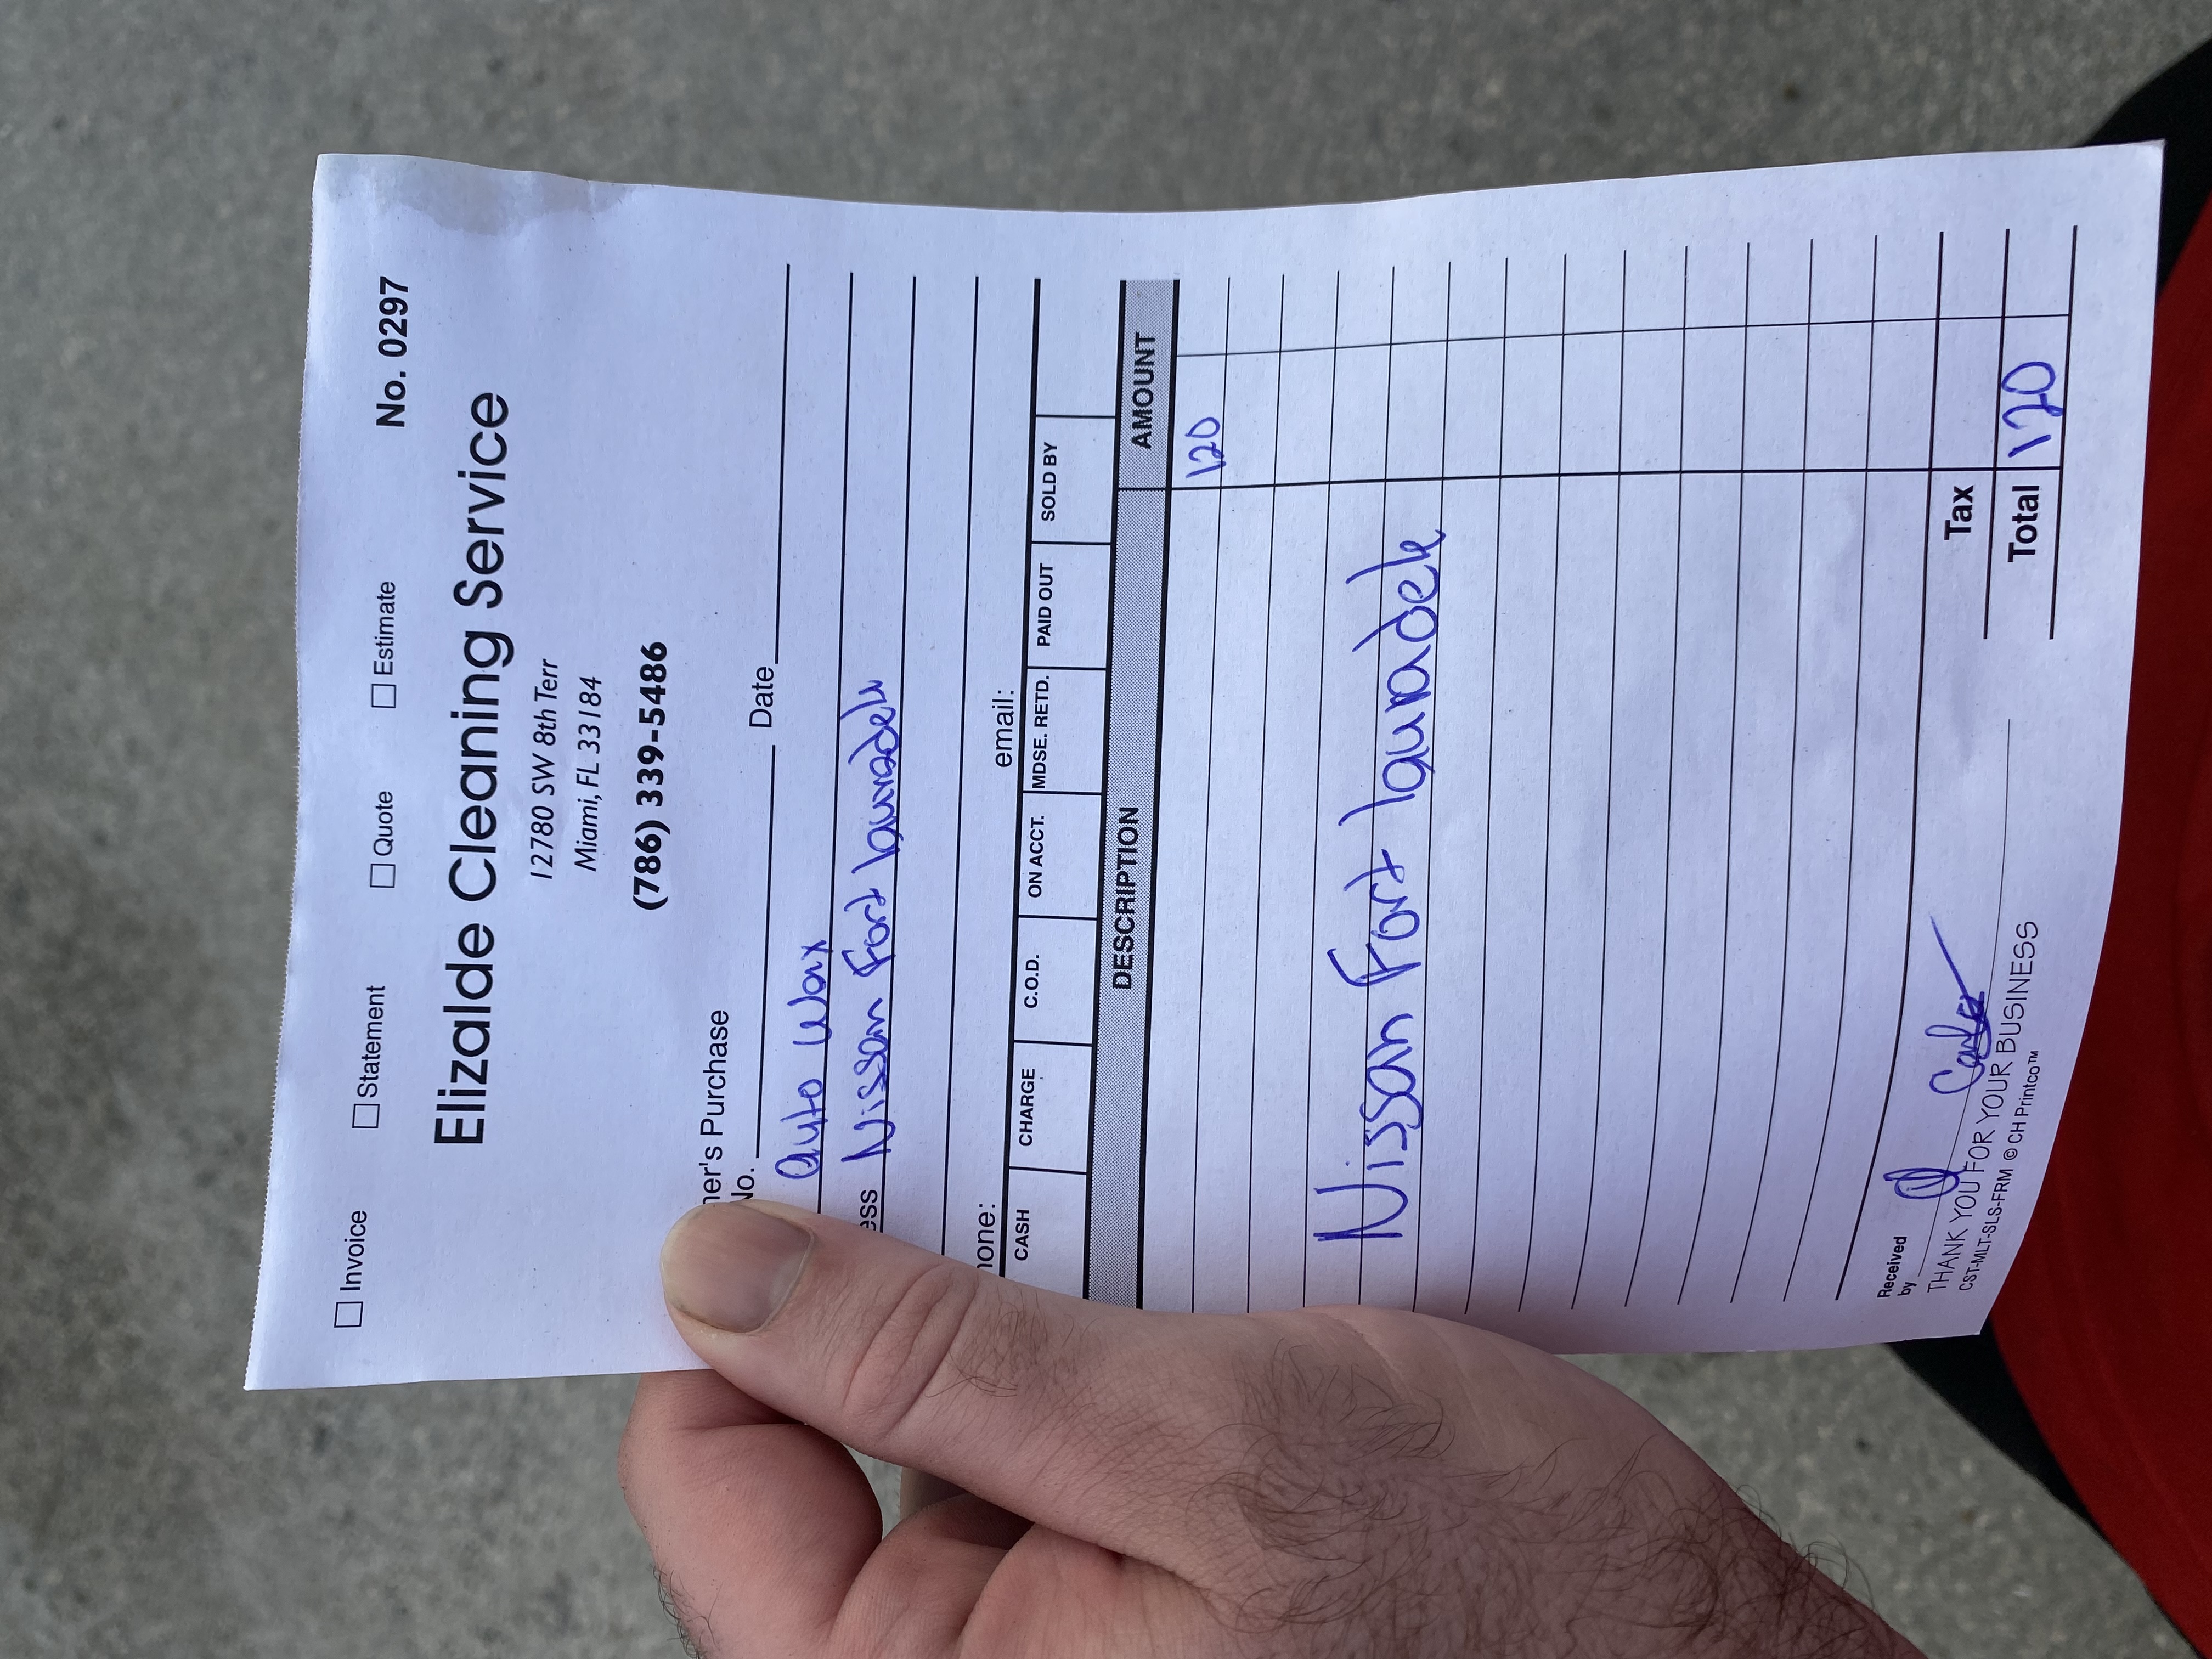 Invoice Statement Quote Estimate
No. 0297
Elizalde Cleaning Service
12780 SW 8th Terr
Miami, FL 33184
(786) 339-5486
ner's Purchase
No. Date
auto Wax
ess Nissan Fort lauradele
hone: email:
CASH CHARGE C.O.D. ON ACCT. MDSE. RETD. PAID OUT SOLD BY
DESCRIPTION AMOUNT
120
Nissan Fort lauradele
Tax
Received by
Total 120
THANK YOU FOR YOUR BUSINESS
CST-MLT-SLS-FRM © CH Printco™